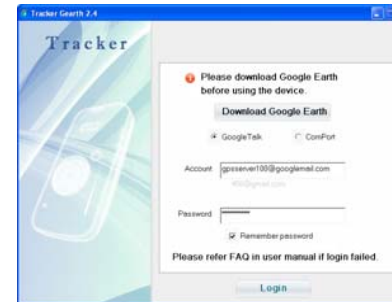 Tracker Gearth 2.4
Tracker
Please download Google Earth
before using the device.
Download Google Earth
GoogleTalk ComPort
Account gpsserver100@googlemail.com
Password
Remember password
Please refer FAQ in user manual if login failed.
Login